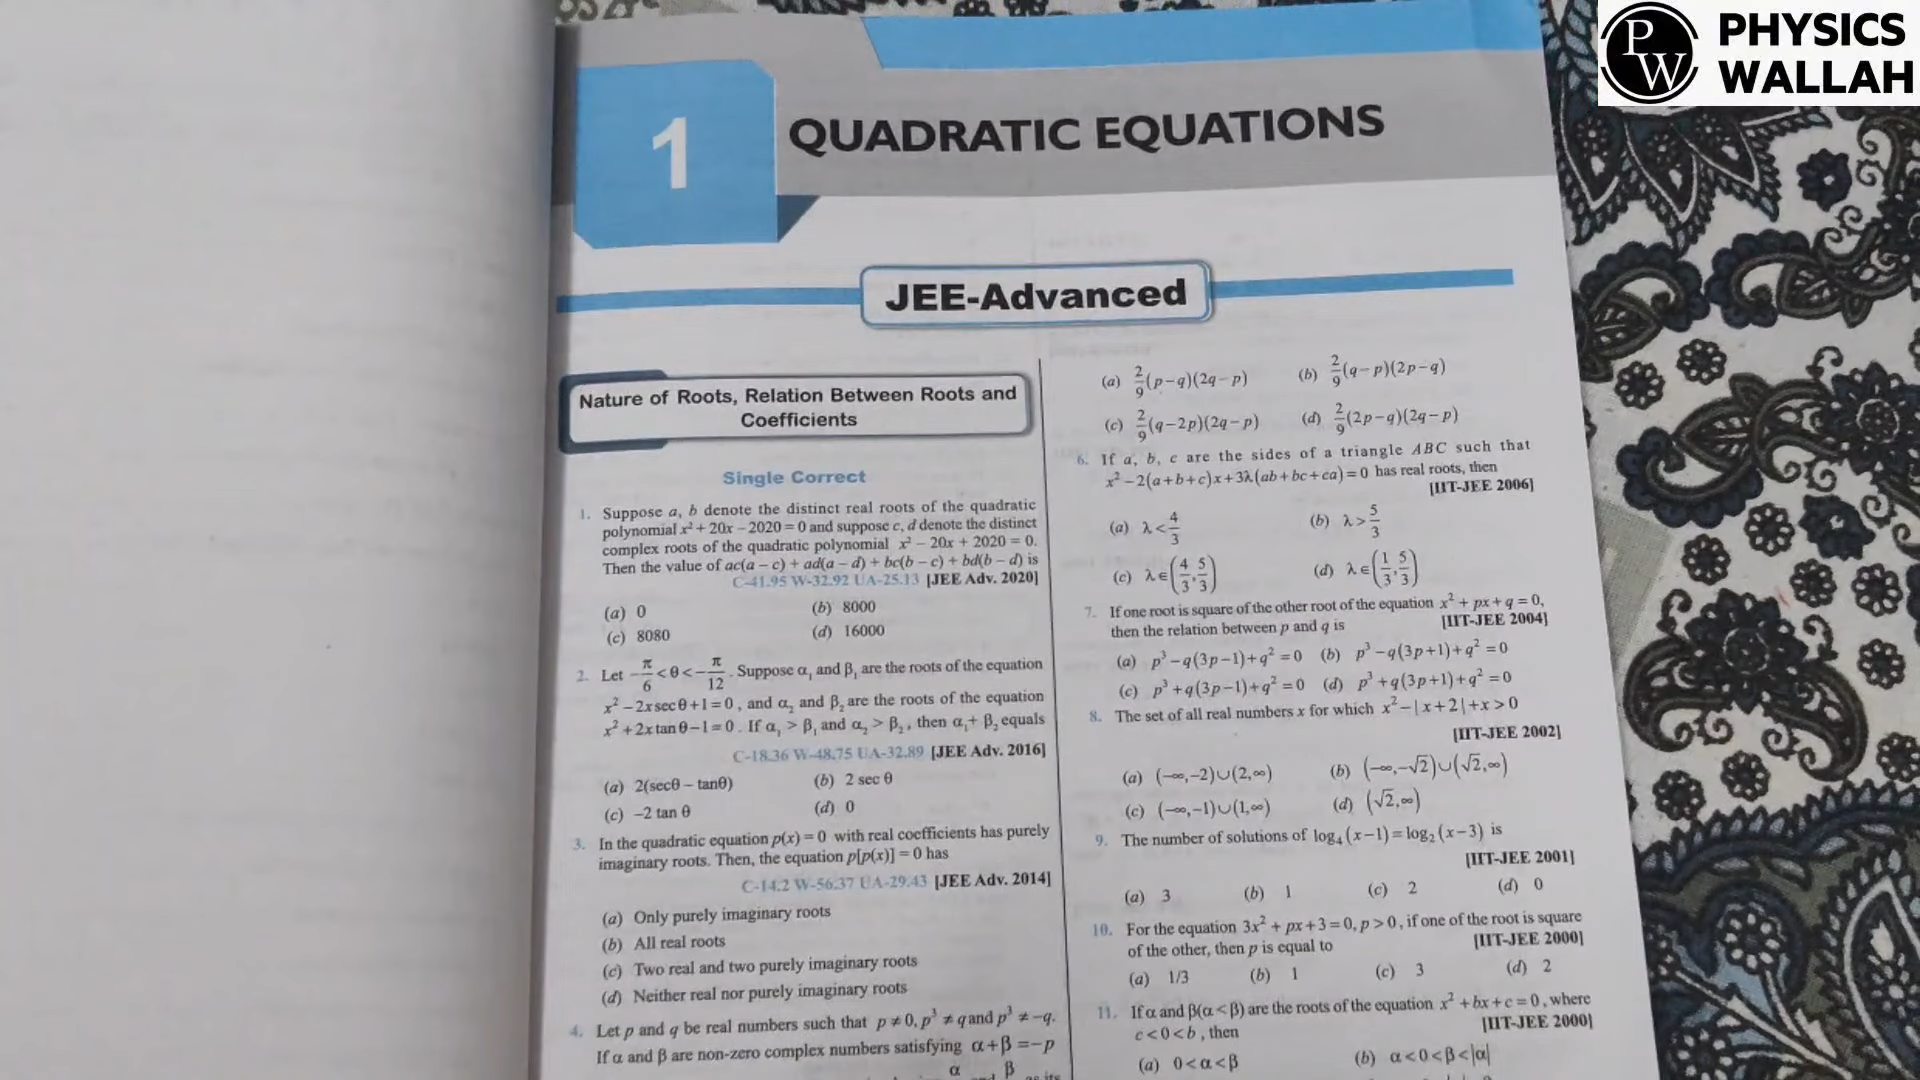 PW
PHYSICS
WALLAH
1
QUADRATIC EQUATIONS
JEE-Advanced
Nature of Roots, Relation Between Roots and
Coefficients
Single Correct
1. Suppose a, b denote the distinct real roots of the quadratic
polynomial x² + 20x – 2020 = 0 and suppose c, d denote the distinct
complex roots of the quadratic polynomial x² – 20x + 2020 = 0.
Then the value of ac(a – c) + ad(a – d) + bc(b – c) + bd(b – d) is
C-41.95 W-32.92 UA-25.13 [JEE Adv. 2020]
(a) 0 (b) 8000
(c) 8080 (d) 16000
2. Let –π/6 < θ < –π/12. Suppose α₁ and β₁ are the roots of the equation
x² – 2x sec θ + 1 = 0, and α₂ and β₂ are the roots of the equation
x² + 2x tan θ – 1 = 0. If α₁ > β₁ and α₂ > β₂, then α₁ + β₂ equals
C-18.36 W-48.75 UA-32.89 [JEE Adv. 2016]
(a) 2(secθ – tanθ) (b) 2 sec θ
(c) –2 tan θ (d) 0
3. In the quadratic equation p(x) = 0 with real coefficients has purely
imaginary roots. Then, the equation p[p(x)] = 0 has
C-14.2 W-56.37 UA-29.43 [JEE Adv. 2014]
(a) Only purely imaginary roots
(b) All real roots
(c) Two real and two purely imaginary roots
(d) Neither real nor purely imaginary roots
4. Let p and q be real numbers such that p ≠ 0, p³ ≠ q and p³ ≠ –q.
If α and β are non-zero complex numbers satisfying α + β = –p
α β
(a) 2/9(p–q)(2q–p) (b) 2/9(q–p)(2p–q)
(c) 2/9(q–2p)(2q–p) (d) 2/9(2p–q)(2q–p)
6. If a, b, c are the sides of a triangle ABC such that
x² – 2(a+b+c)x + 3λ(ab+bc+ca) = 0 has real roots, then
[IIT-JEE 2006]
(a) λ < 4/3 (b) λ > 5/3
(c) λ ∈ (4/3, 5/3) (d) λ ∈ (1/3, 5/3)
7. If one root is square of the other root of the equation x² + px + q = 0,
then the relation between p and q is [IIT-JEE 2004]
(a) p³ – q(3p–1) + q² = 0 (b) p³ – q(3p+1) + q² = 0
(c) p³ + q(3p–1) + q² = 0 (d) p³ + q(3p+1) + q² = 0
8. The set of all real numbers x for which x² – |x+2| + x > 0
[IIT-JEE 2002]
(a) (–∞, –2)∪(2, ∞) (b) (–∞, –√2)∪(√2, ∞)
(c) (–∞, –1)∪(1, ∞) (d) (√2, ∞)
9. The number of solutions of log₄(x–1) = log₂(x–3) is
[IIT-JEE 2001]
(a) 3 (b) 1 (c) 2 (d) 0
10. For the equation 3x² + px + 3 = 0, p > 0, if one of the root is square
of the other, then p is equal to [IIT-JEE 2000]
(a) 1/3 (b) 1 (c) 3 (d) 2
11. If α and β(α < β) are the roots of the equation x² + bx + c = 0, where
c < 0 < b, then [IIT-JEE 2000]
(a) 0 < α < β (b) α < 0 < β < |α|